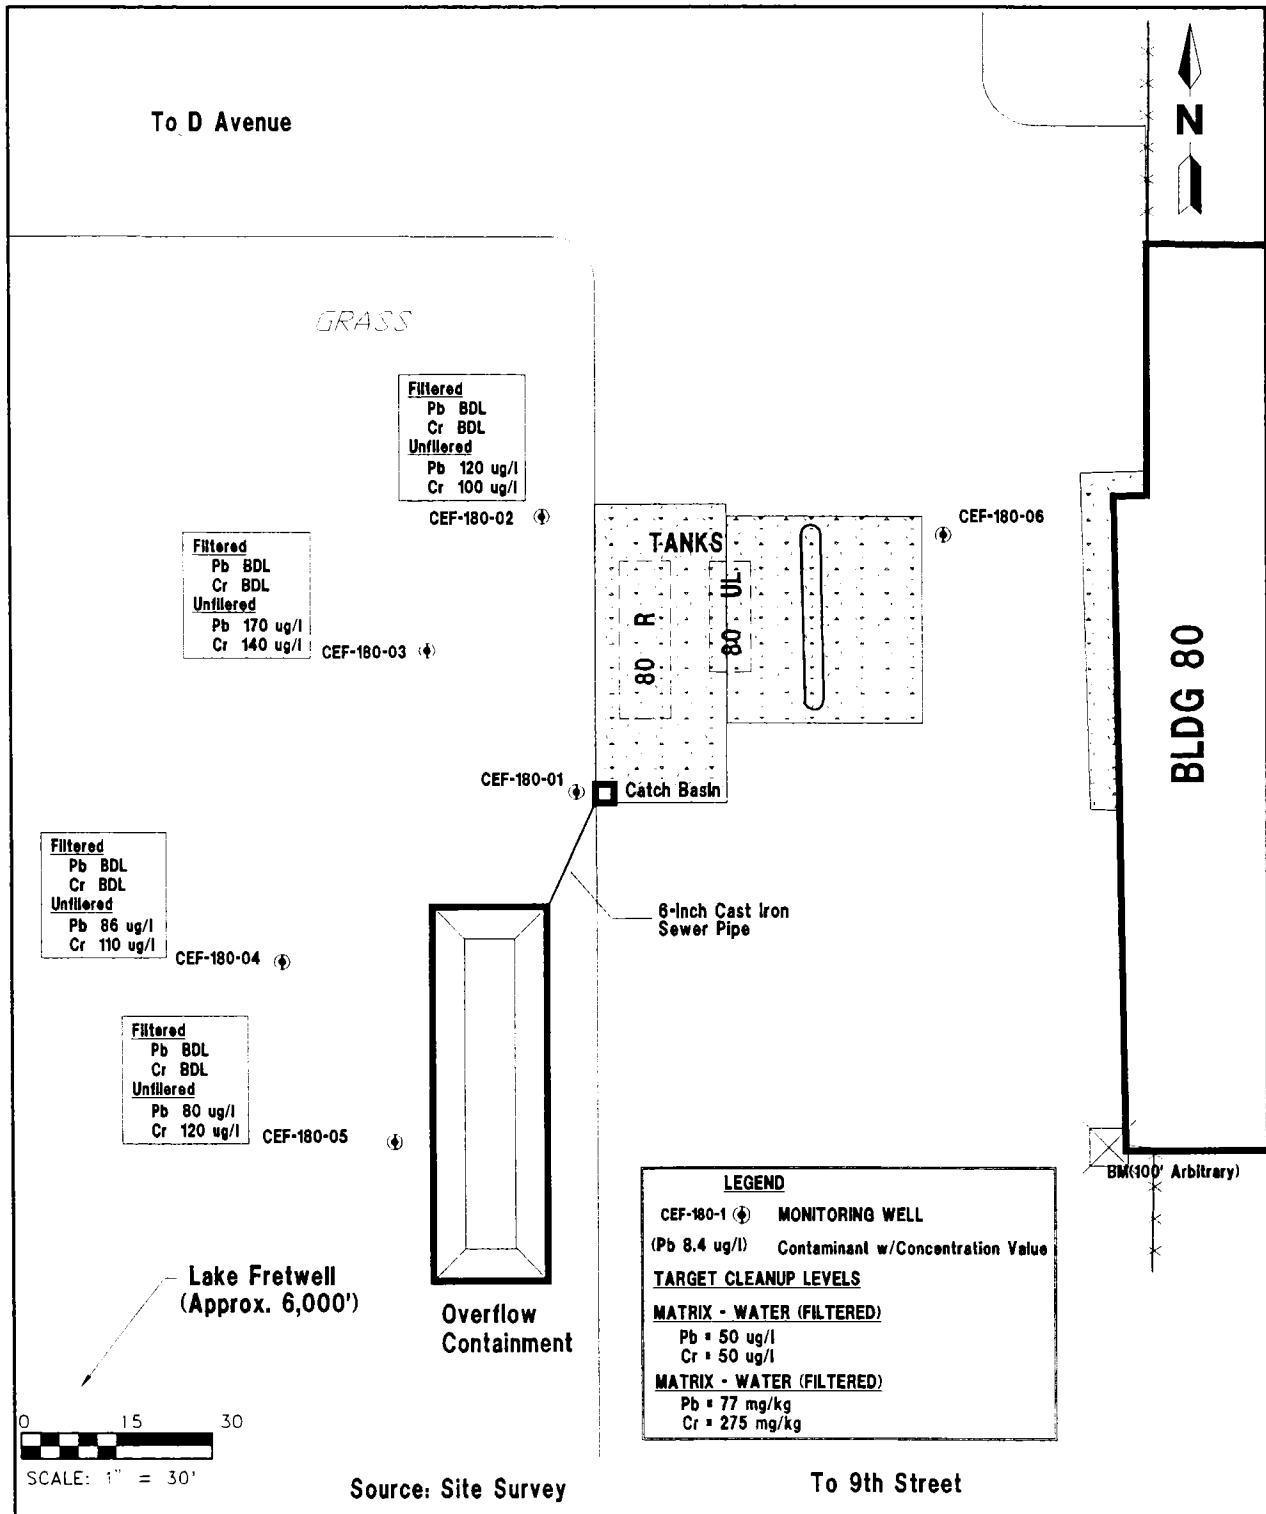 To D Avenue
N
GRASS
Filtered
Pb BDL
Cr BDL
Unfilered
Pb 120 ug/l
Cr 100 ug/l
CEF-180-02
CEF-180-06
TANKS
80 R
80 UL
Filtered
Pb BDL
Cr BDL
Unfilered
Pb 170 ug/l
Cr 140 ug/l
CEF-180-03
BLDG 80
CEF-180-01
Catch Basin
Filtered
Pb BDL
Cr BDL
Unfilered
Pb 86 ug/l
Cr 110 ug/l
CEF-180-04
6-Inch Cast Iron
Sewer Pipe
Filtered
Pb BDL
Cr BDL
Unfilered
Pb 80 ug/l
Cr 120 ug/l
CEF-180-05
BM(100' Arbitrary)
LEGEND
CEF-180-1 MONITORING WELL
(Pb 8.4 ug/l) Contaminant w/Concentration Value
TARGET CLEANUP LEVELS
MATRIX - WATER (FILTERED)
Pb = 50 ug/l
Cr = 50 ug/l
MATRIX - WATER (FILTERED)
Pb = 77 mg/kg
Cr = 275 mg/kg
Lake Fretwell
(Approx. 6,000')
Overflow
Containment
0 15 30
SCALE: 1" = 30'
Source: Site Survey
To 9th Street